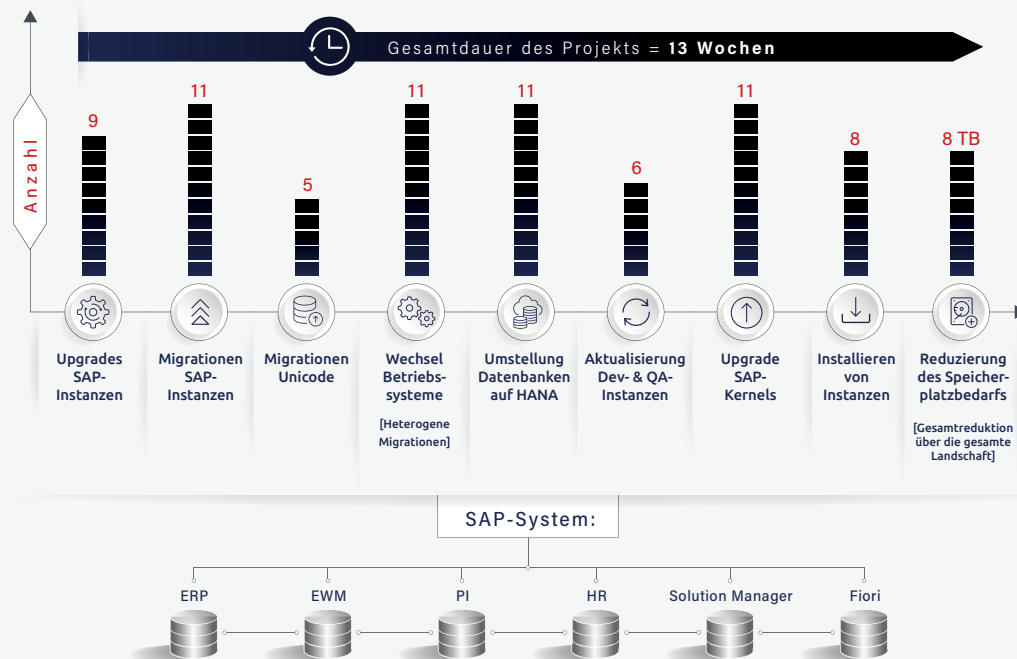 Gesamtdauer des Projekts = 13 Wochen
Anzahl
9
11
5
11
11
6
11
8
8 TB
Upgrades
SAP-
Instanzen
Migrationen
SAP-
Instanzen
Migrationen
Unicode
Wechsel
Betriebs-
systeme
[Heterogene
Migrationen]
Umstellung
Datenbanken
auf HANA
Aktualisierung
Dev- & QA-
Instanzen
Upgrade
SAP-
Kernels
Installieren
von
Instanzen
Reduzierung
des Speicher-
platzbedarfs
[Gesamtreduktion
über die gesamte
Landschaft]
SAP-System:
ERP
EWM
PI
HR
Solution Manager
Fiori